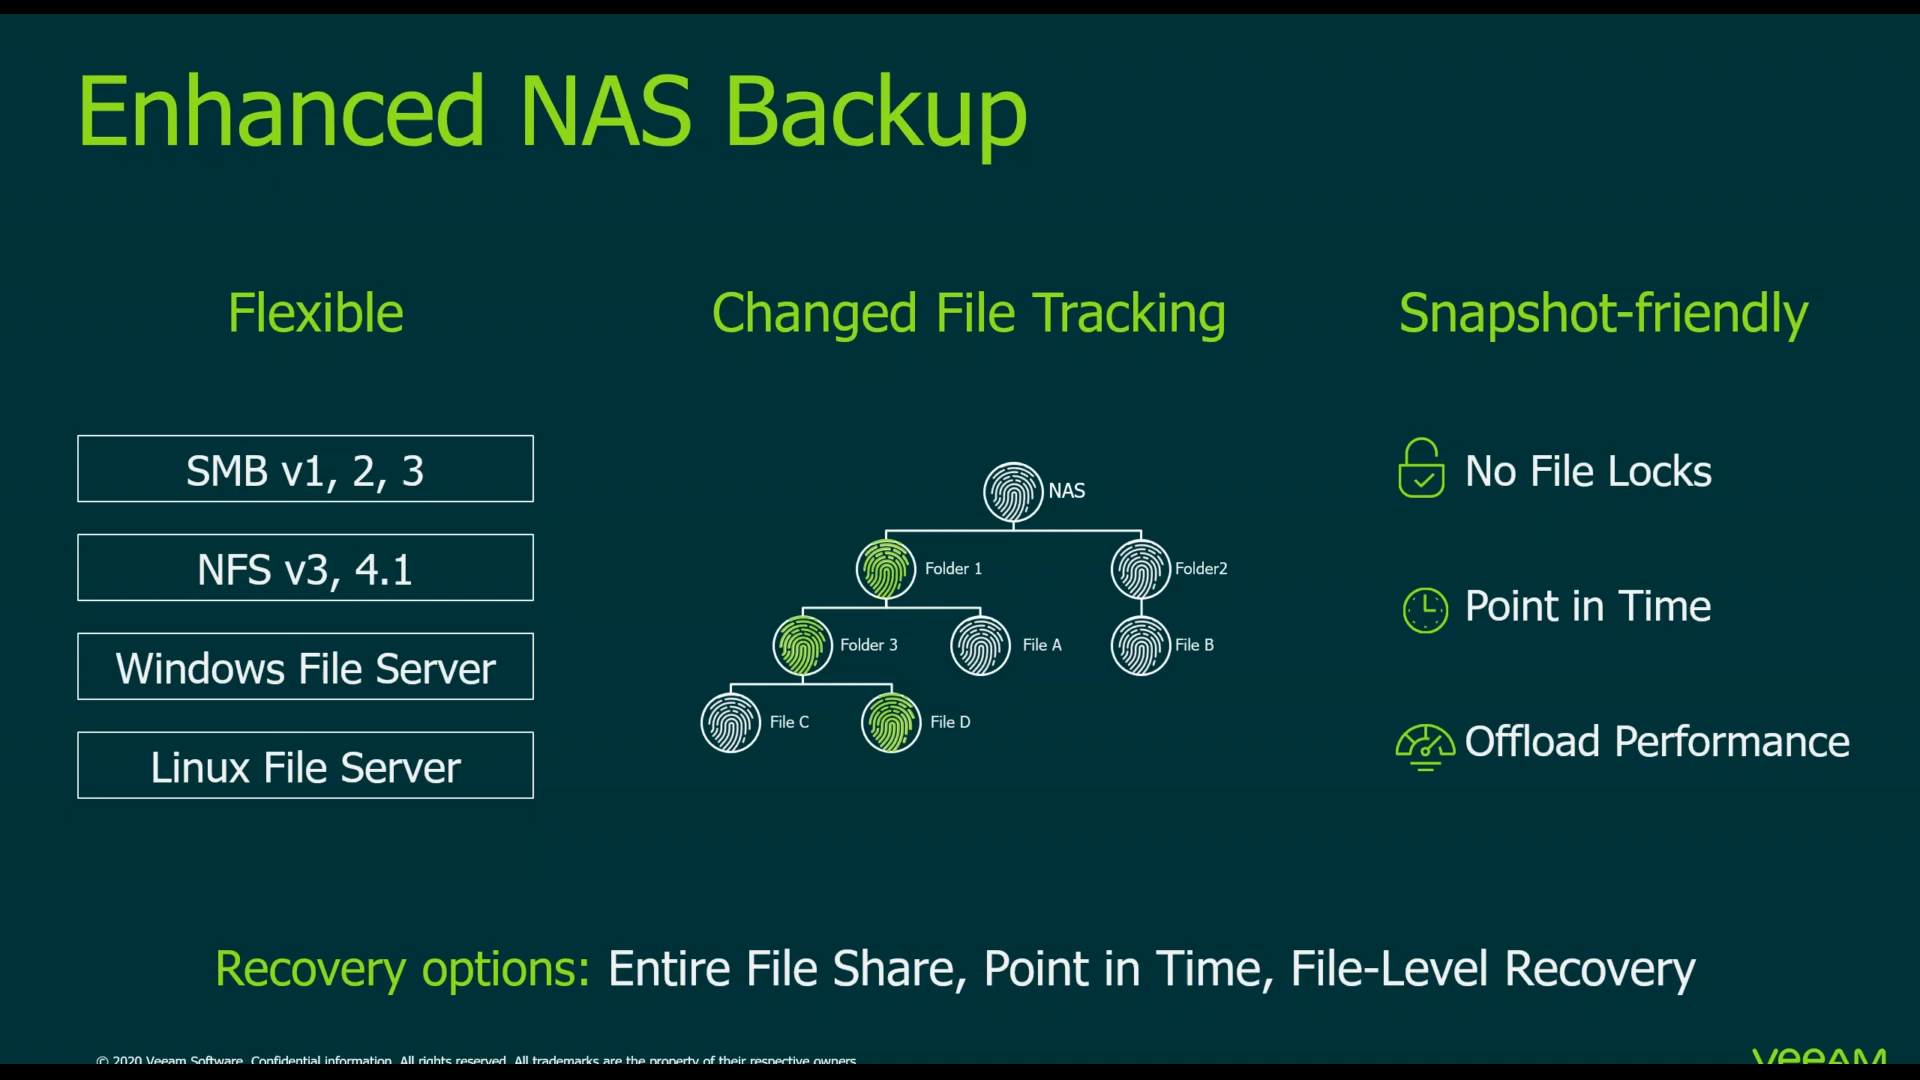 Enhanced NAS Backup
Flexible
SMB v1, 2, 3
NFS v3, 4.1
Windows File Server
Linux File Server
Changed File Tracking
NAS
Folder 1
Folder2
Folder 3
File A
File B
File C
File D
Snapshot-friendly
No File Locks
Point in Time
Offload Performance
Recovery options: Entire File Share, Point in Time, File-Level Recovery
© 2020 Veeam Software. Confidential information. All rights reserved. All trademarks are the property of their respective owners.
veeAM